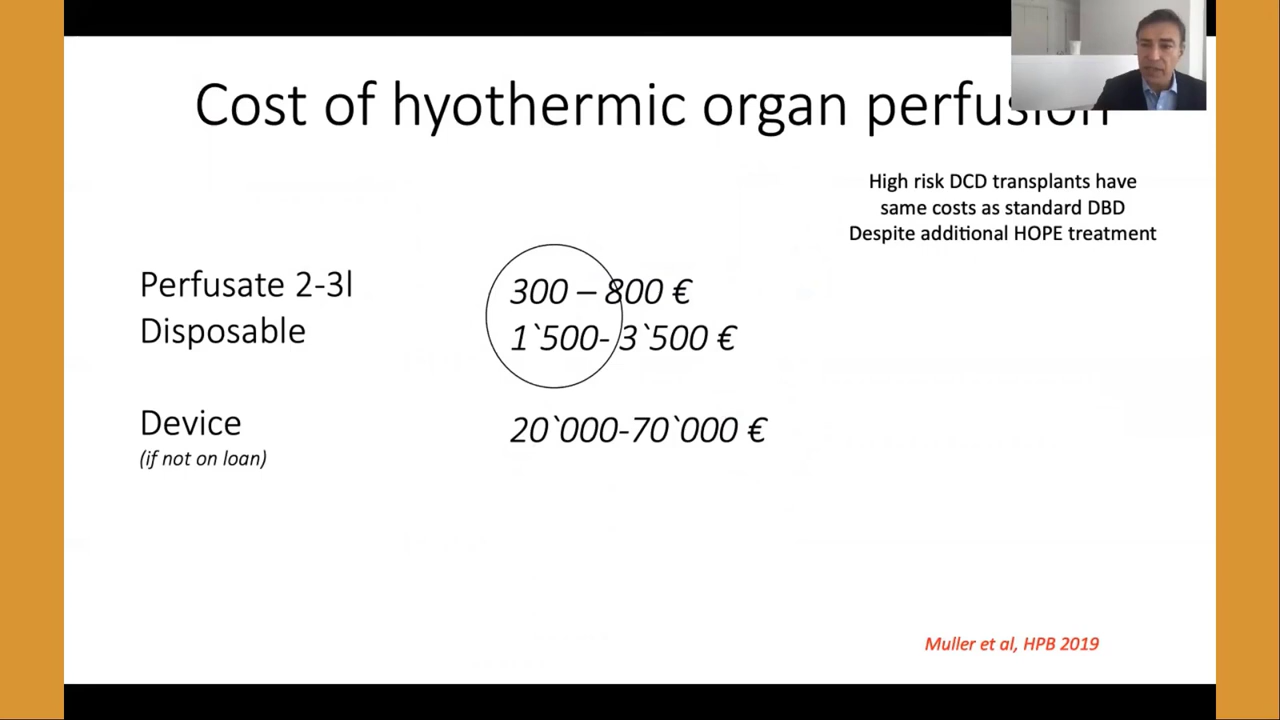 Cost of hyothermic organ perfusion
High risk DCD transplants have
same costs as standard DBD
Despite additional HOPE treatment
Perfusate 2-3l 300 – 800 €
Disposable 1`500- 3`500 €
Device 20`000-70`000 €
(if not on loan)
Muller et al, HPB 2019